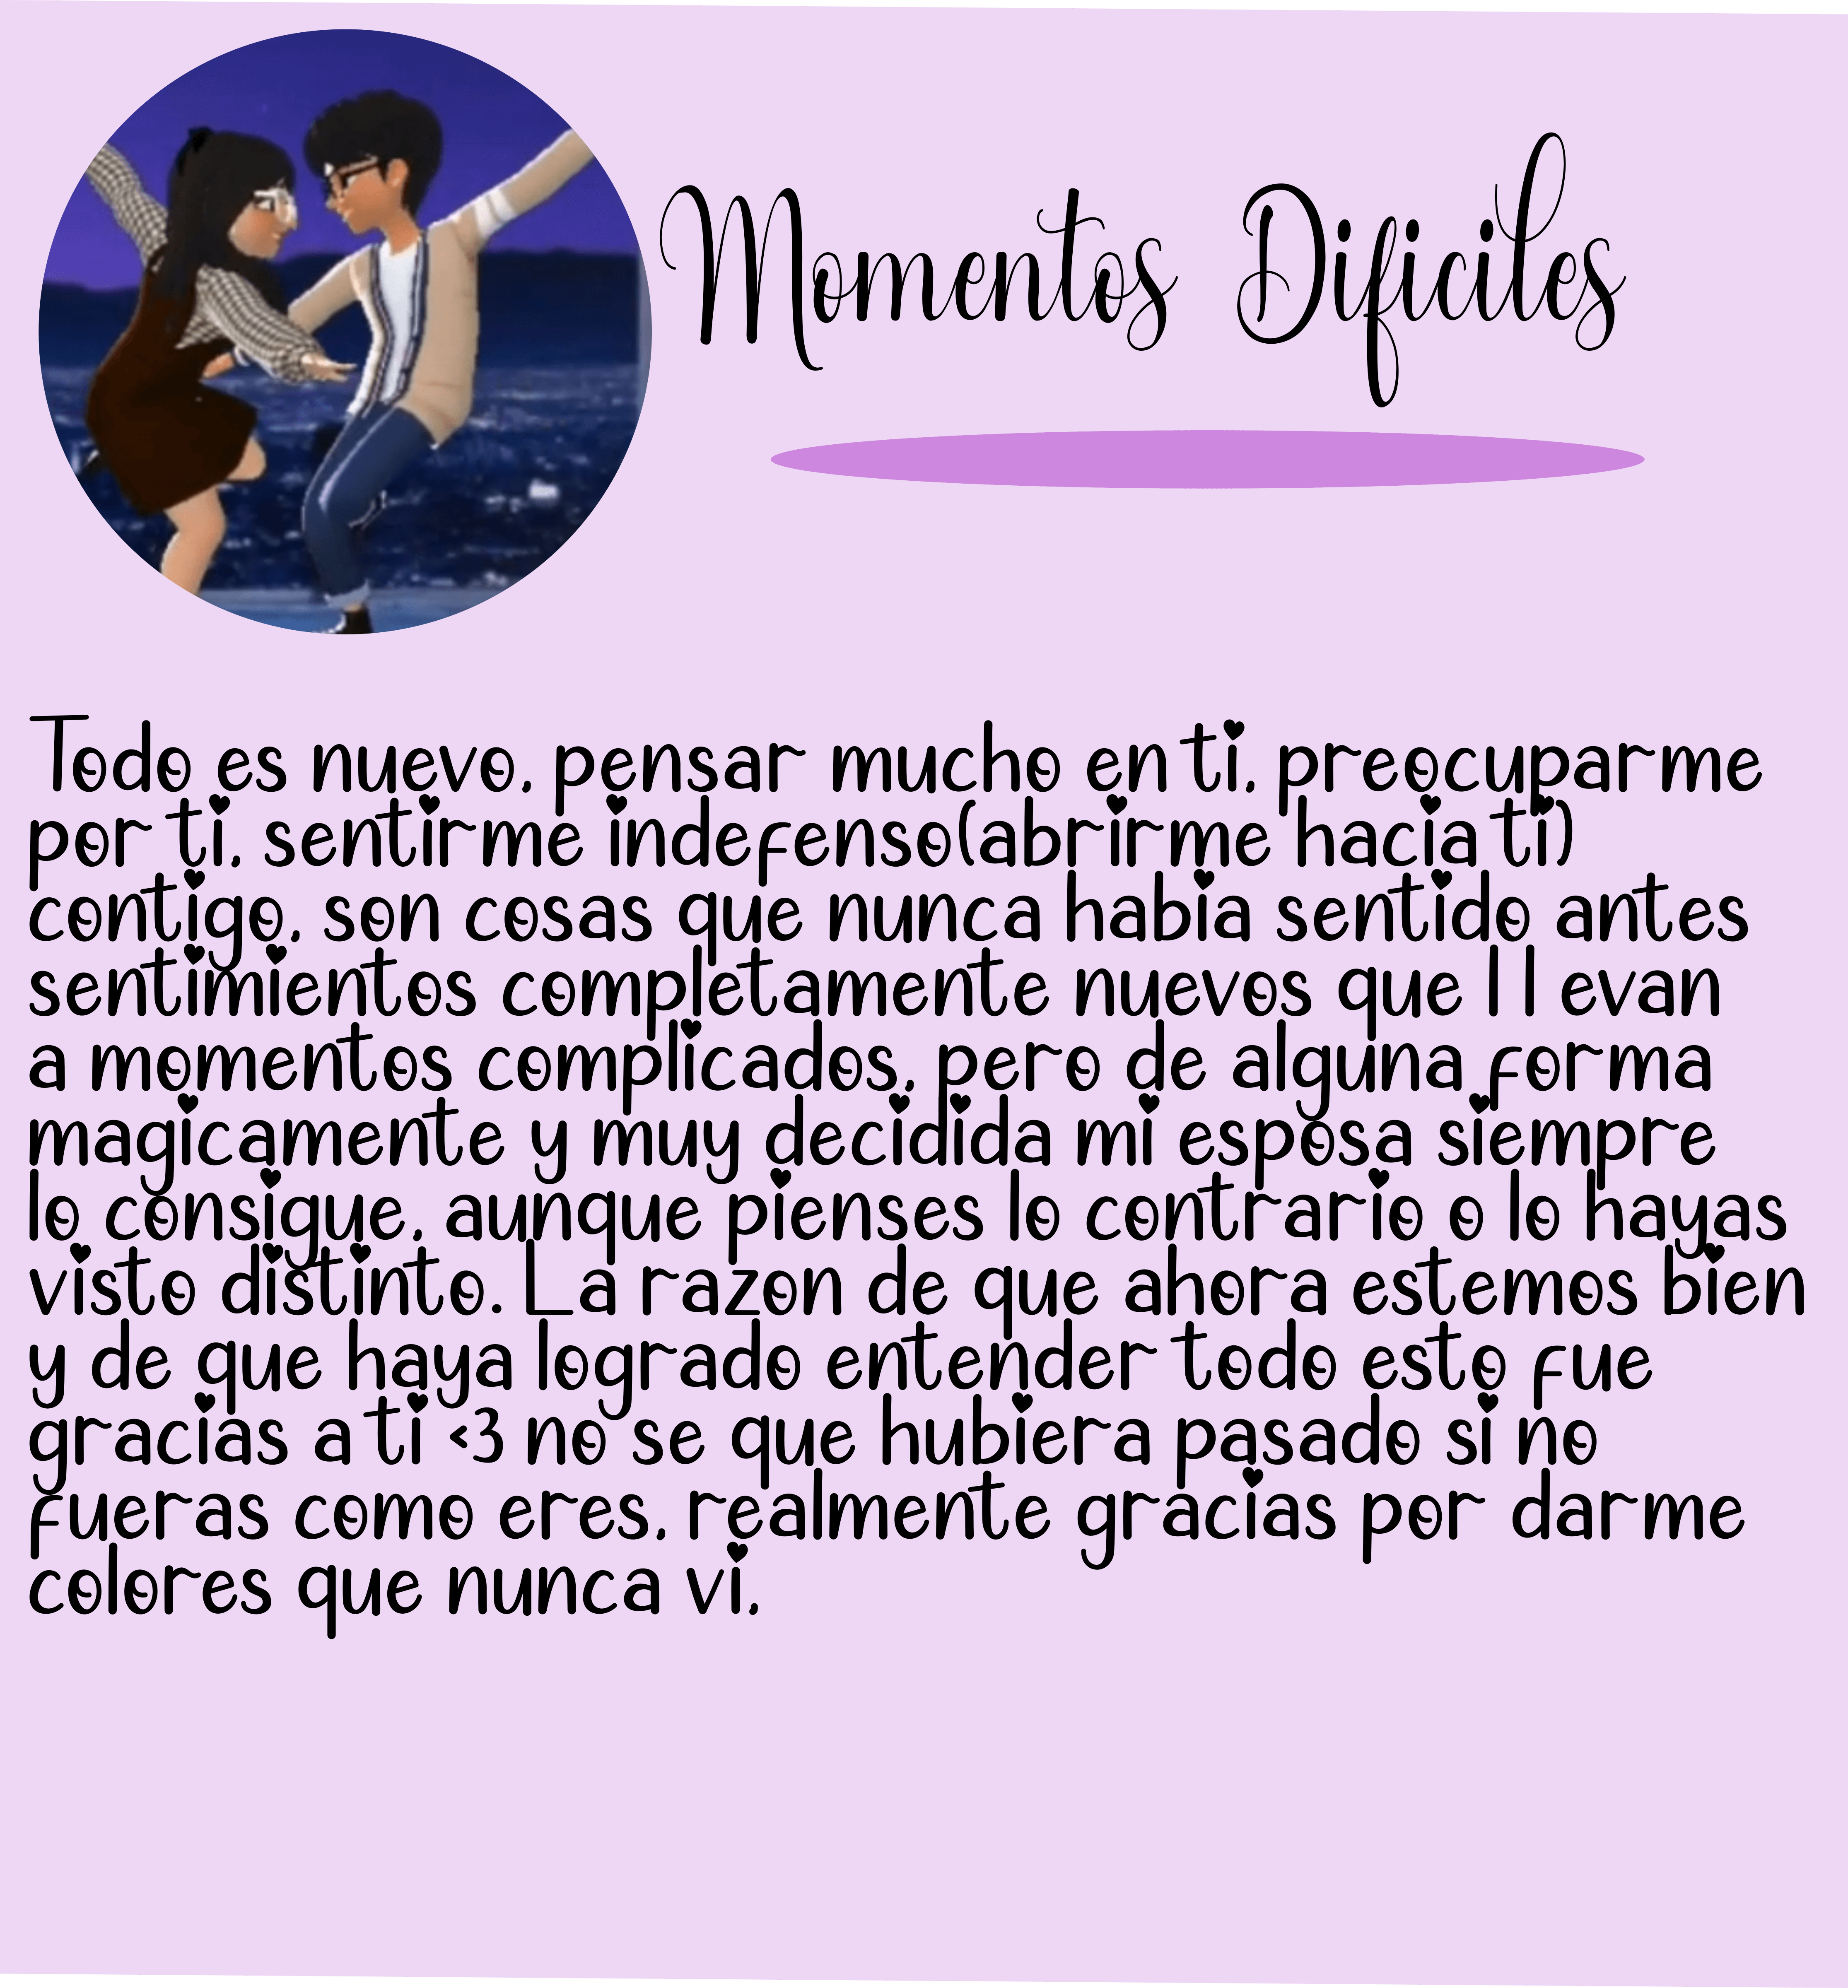 Momentos Dificiles
Todo es nuevo, pensar mucho en ti, preocuparme
por ti, sentirme indefenso(abrirme hacia ti)
contigo, son cosas que nunca habia sentido antes
sentimientos completamente nuevos que llevan
a momentos complicados, pero de alguna forma
magicamente y muy decidida mi esposa siempre
lo consigue, aunque pienses lo contrario o lo hayas
visto distinto. La razon de que ahora estemos bien
y de que haya logrado entender todo esto fue
gracias a ti <3 no se que hubiera pasado si no
fueras como eres, realmente gracias por darme
colores que nunca vi,